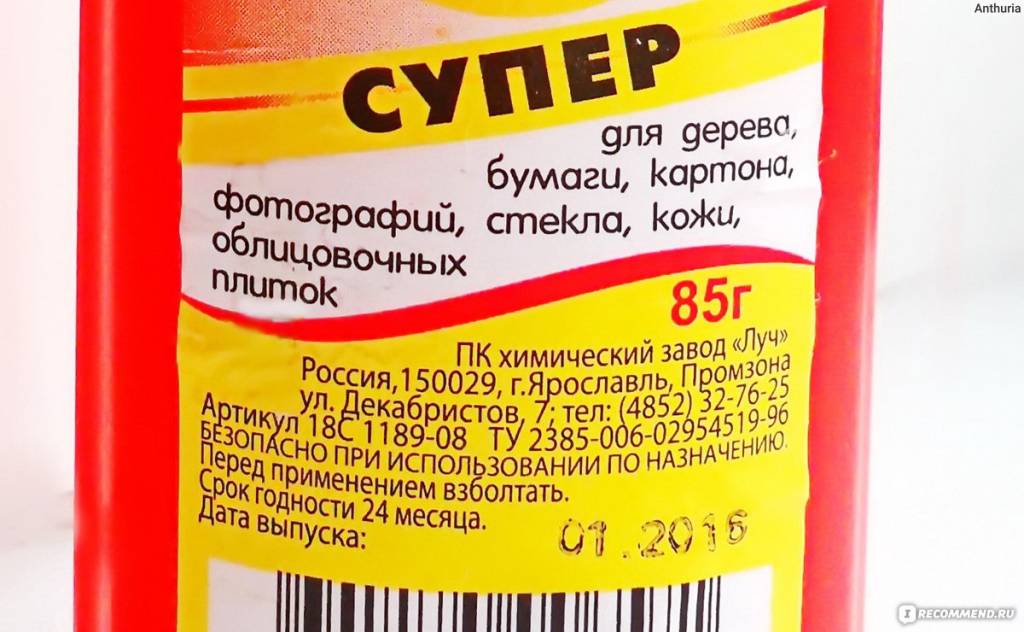 Anthuria
СУПЕР
для дерева,
бумаги, картона,
фотографий, стекла, кожи,
облицовочных
плиток
85г
ПК химический завод «Луч»
Россия,150029, г.Ярославль, Промзона
ул. Декабристов, 7; тел: (4852) 32-76-25
Артикул 18С 1189-08 ТУ 2385-006-02954519-96
БЕЗОПАСНО ПРИ ИСПОЛЬЗОВАНИИ ПО НАЗНАЧЕНИЮ.
Перед применением взболтать.
Срок годности 24 месяца.
Дата выпуска: 01.2016
I RECOMMEND.RU